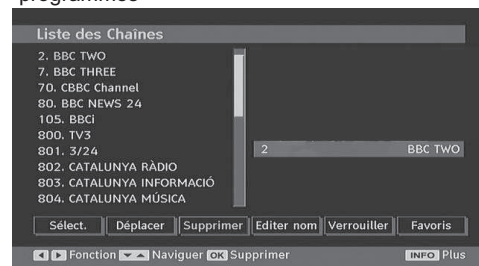 programmes
Liste des Chaînes
2. BBC TWO
7. BBC THREE
70. CBBC Channel
80. BBC NEWS 24
105. BBCi
800. TV3
801. 3/24
802. CATALUNYA RÀDIO
803. CATALUNYA INFORMACIÓ
804. CATALUNYA MÚSICA
2 BBC TWO
Sélect. Déplacer Supprimer Editer nom Verrouiller Favoris
Fonction Naviguer OK Supprimer INFO Plus